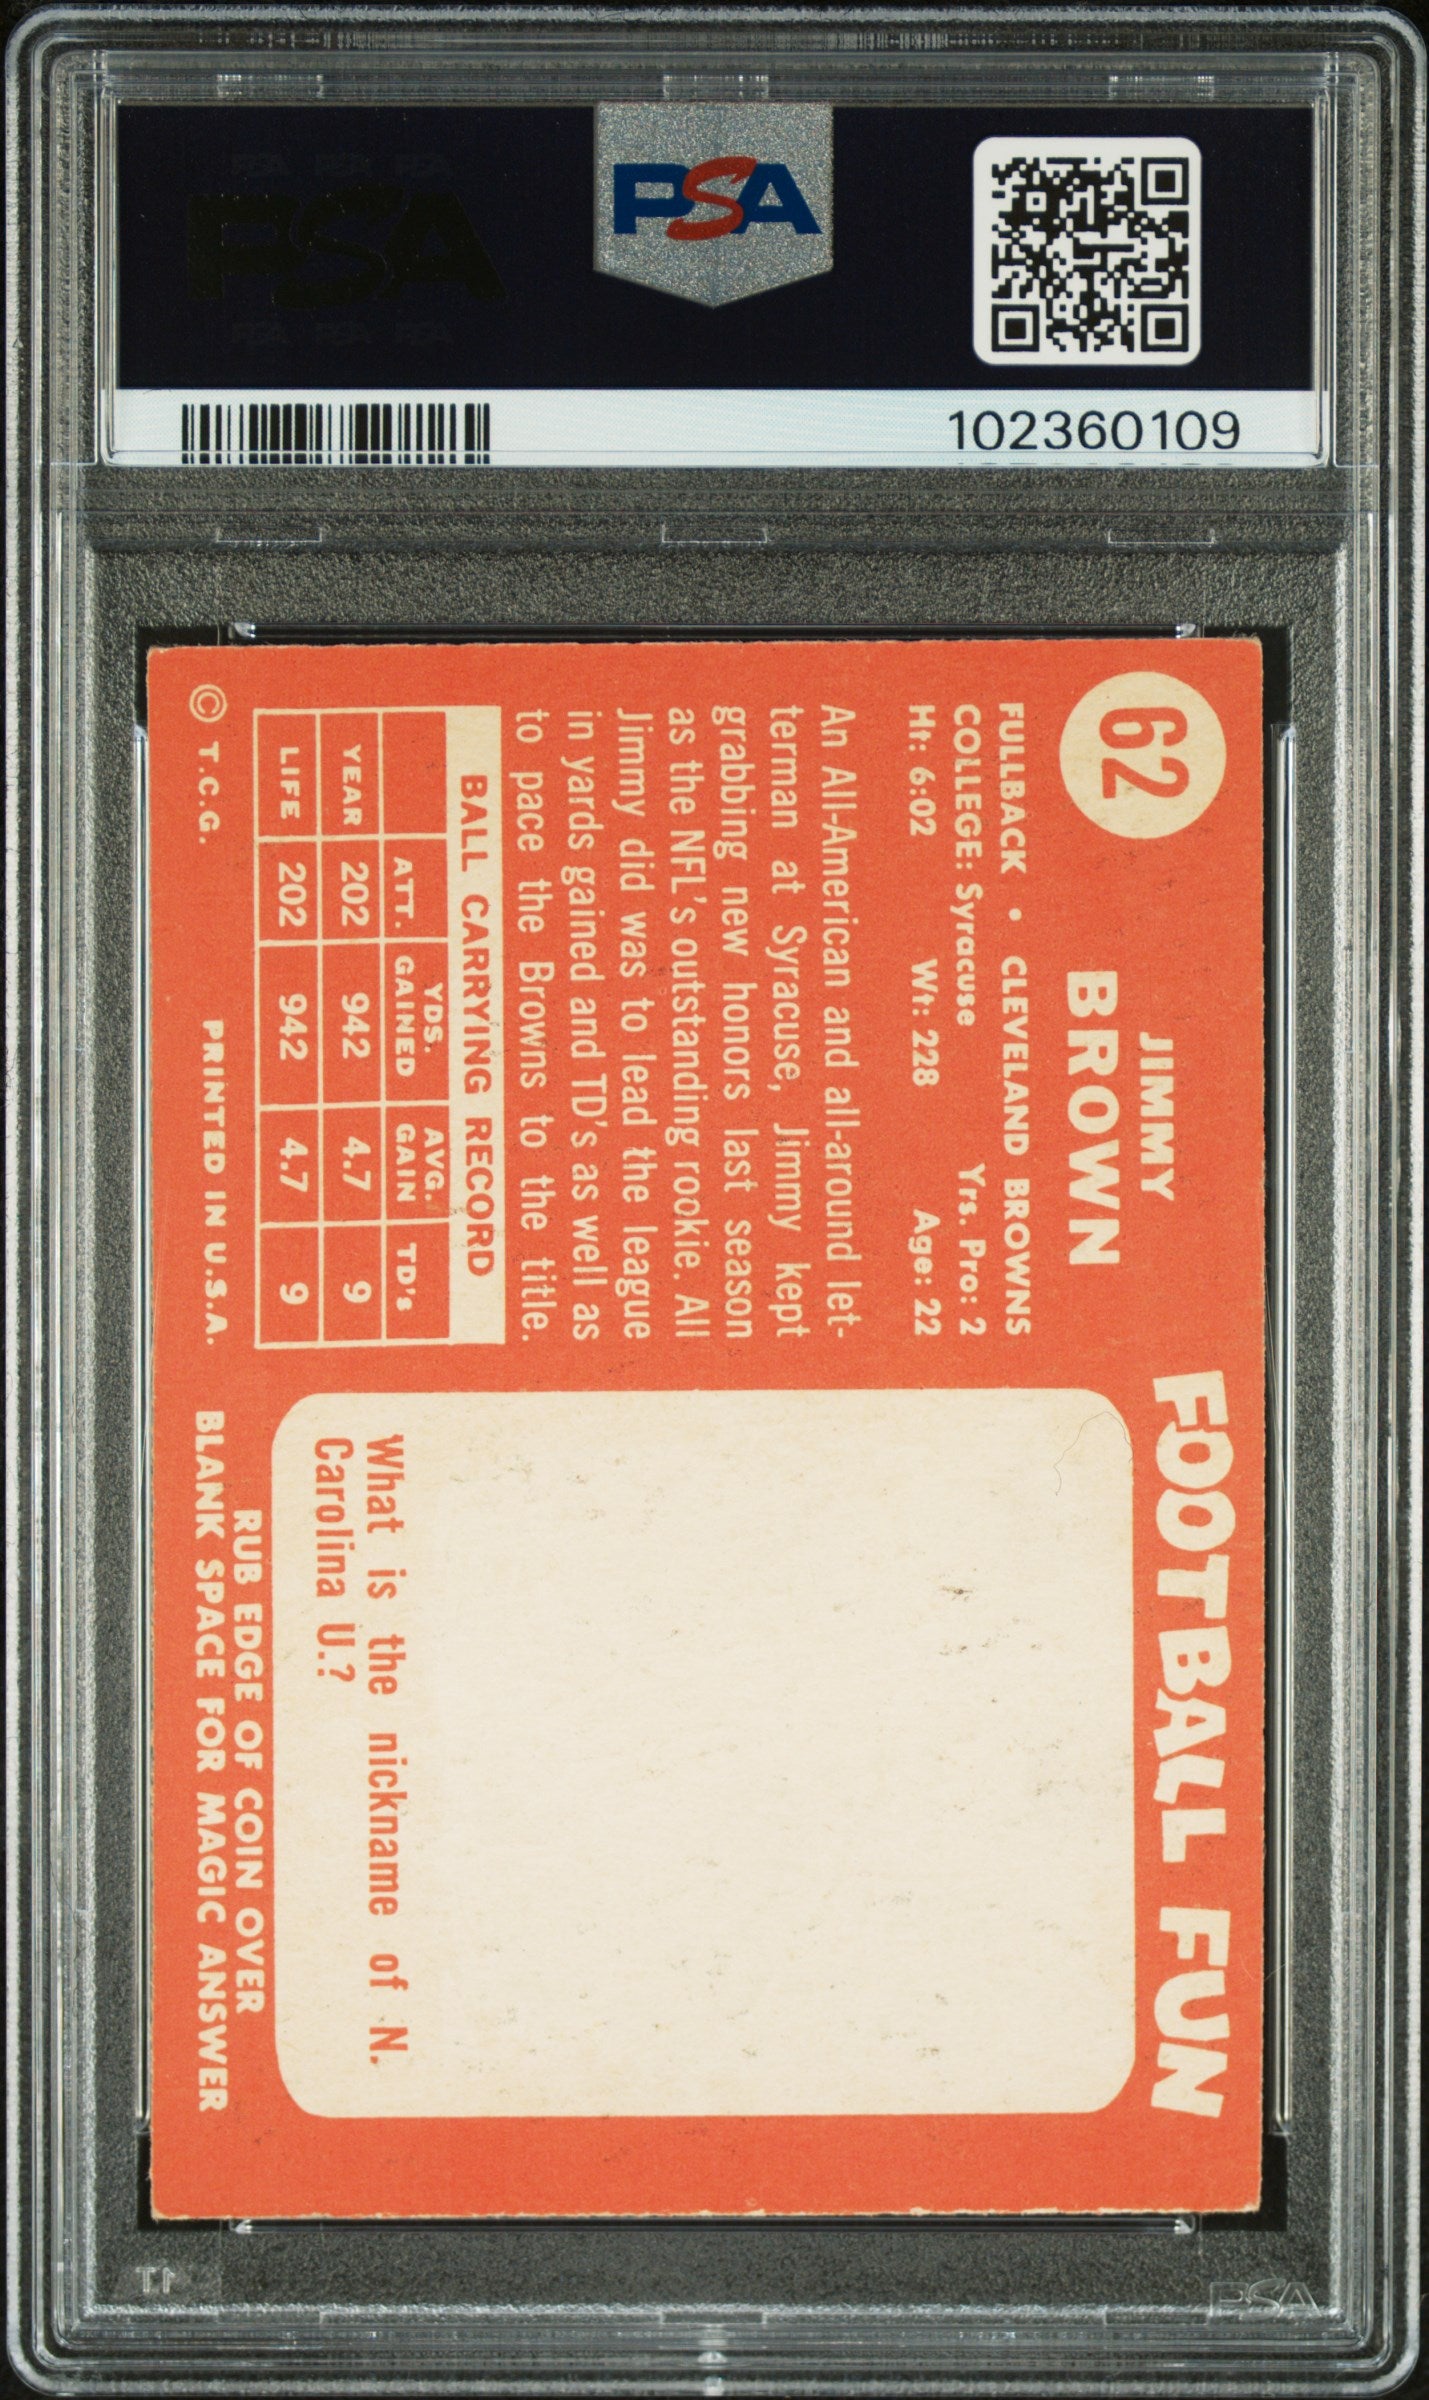 PSA
PSA
102360109
62
JIMMY
BROWN
FULLBACK • CLEVELAND BROWNS
COLLEGE: Syracuse Yrs. Pro: 2
Ht: 6:02 Wt: 228 Age: 22
An All-American and all-around let-
terman at Syracuse, Jimmy kept
grabbing new honors last season
as the NFL's outstanding rookie. All
Jimmy did was to lead the league
in yards gained and TD's as well as
to pace the Browns to the title.
BALL CARRYING RECORD
ATT. YDS. GAINED AVG. GAIN TD's
YEAR 202 942 4.7 9
LIFE 202 942 4.7 9
© T.C.G. PRINTED IN U.S.A.
FOOTBALL FUN
What is the nickname of N.
Carolina U.?
RUB EDGE OF COIN OVER
BLANK SPACE FOR MAGIC ANSWER
PSA